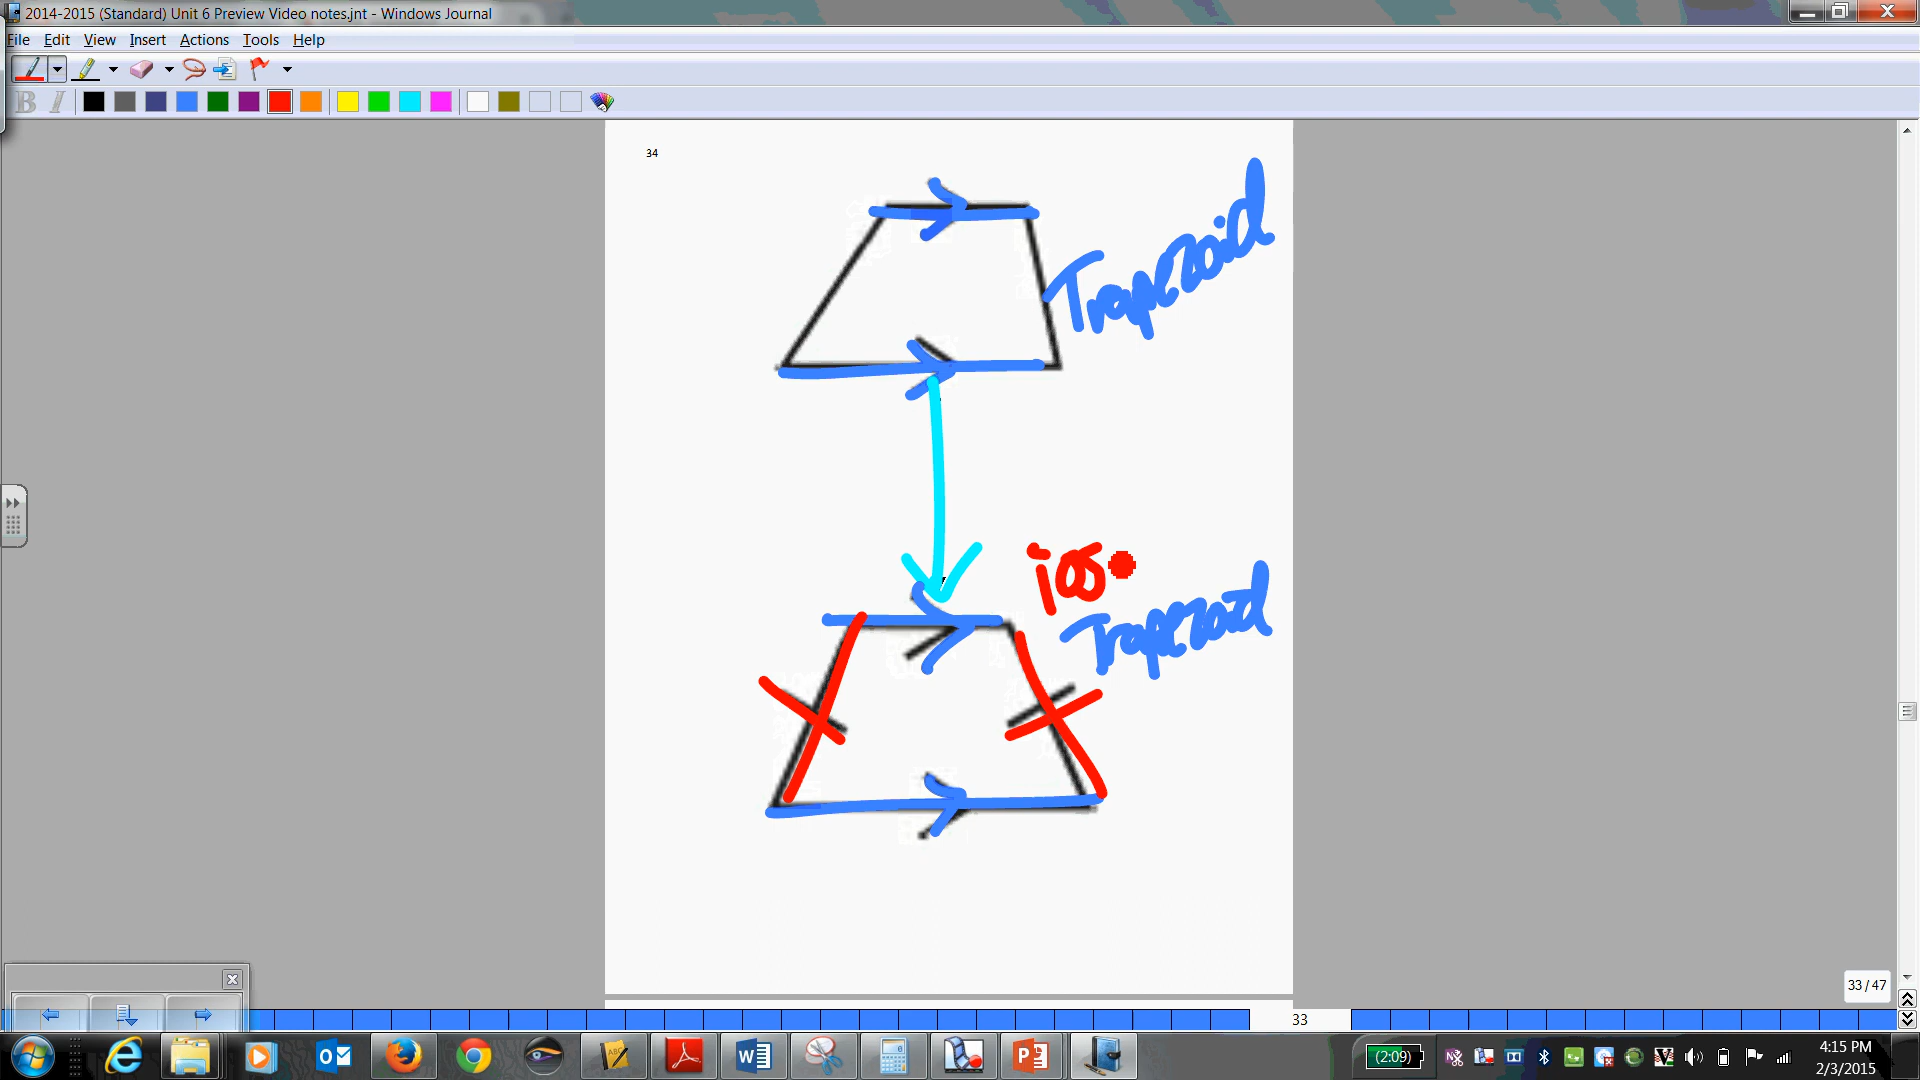 2014-2015 (Standard) Unit 6 Preview Video notes.jnt - Windows Journal
File Edit View Insert Actions Tools Help
B I
34
Trapezoid
ios
Trapezoid
33 / 47
33
(2:09)
4:15 PM
2/3/2015